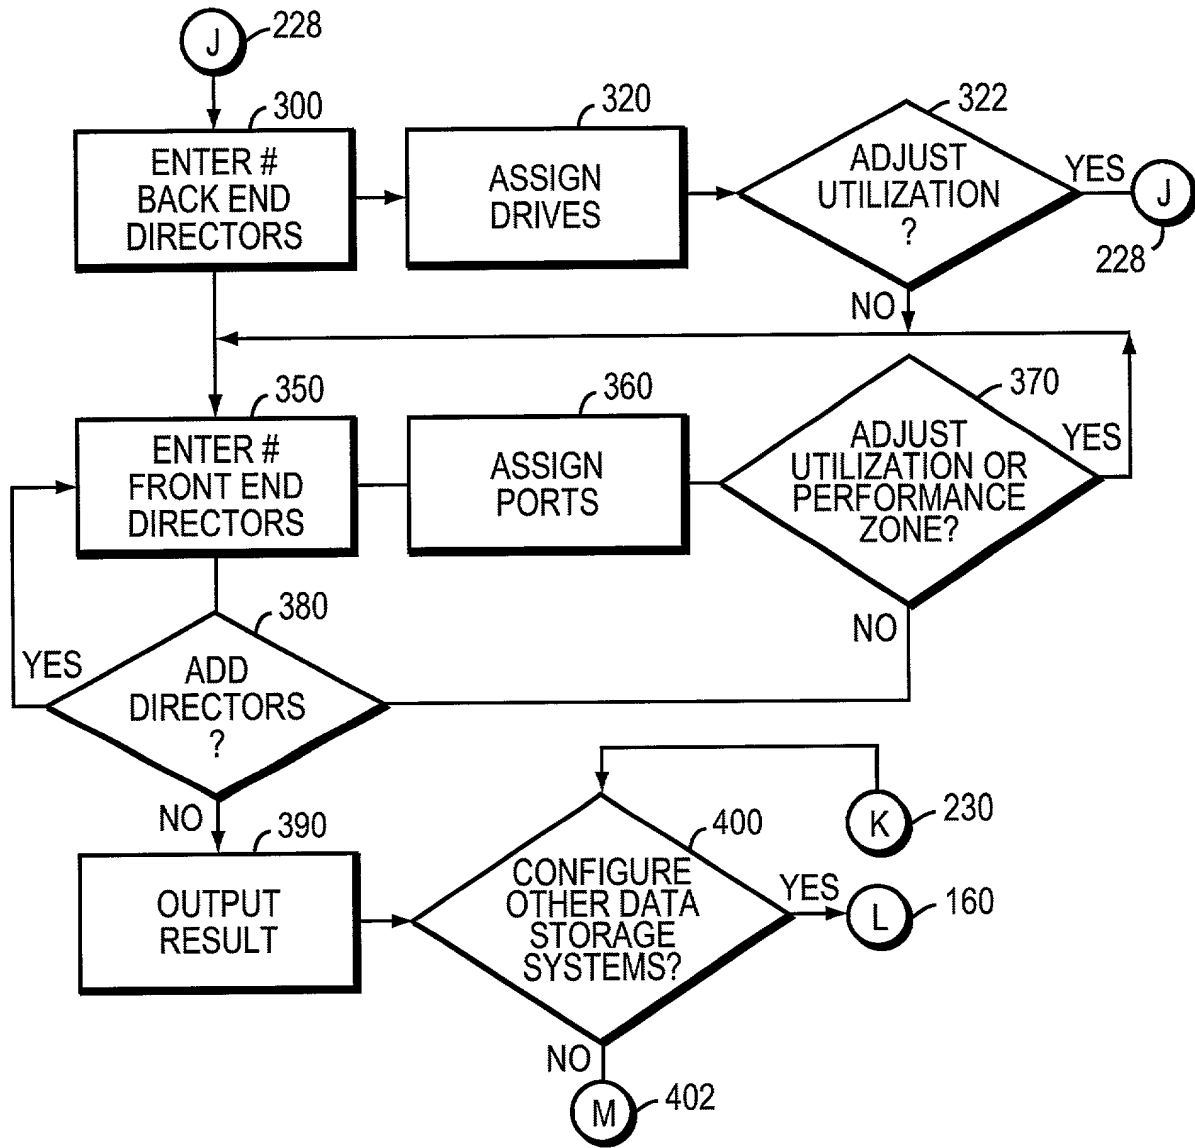 J
228
300
ENTER #
BACK END
DIRECTORS
320
ASSIGN
DRIVES
322
ADJUST
UTILIZATION
?
YES
J
228
NO
350
ENTER #
FRONT END
DIRECTORS
360
ASSIGN
PORTS
370
ADJUST
UTILIZATION OR
PERFORMANCE
ZONE?
YES
NO
380
ADD
DIRECTORS
?
YES
NO
390
OUTPUT
RESULT
K
230
400
CONFIGURE
OTHER DATA
STORAGE
SYSTEMS?
YES
L
160
NO
M
402